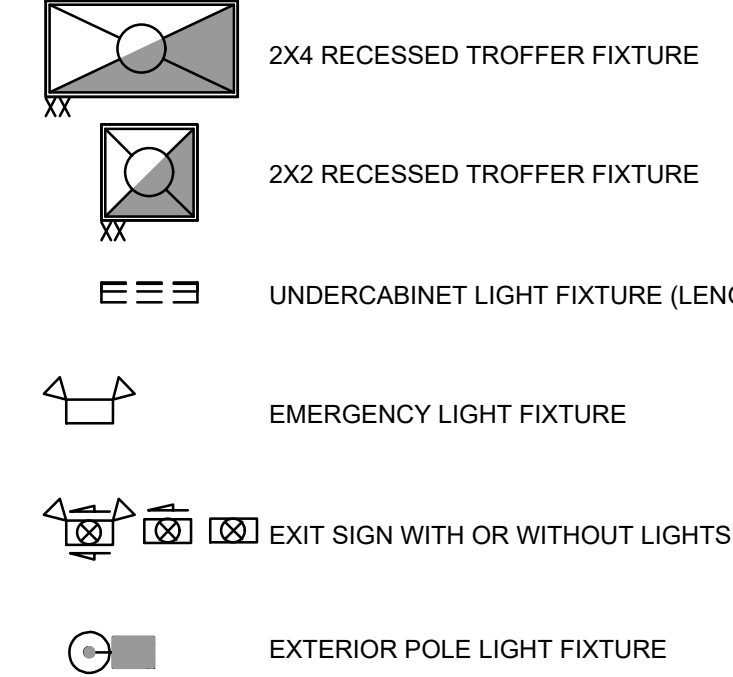 2X4 RECESSED TROFFER FIXTURE
XX
2X2 RECESSED TROFFER FIXTURE
XX
UNDERCABINET LIGHT FIXTURE
EMERGENCY LIGHT FIXTURE
EXIT SIGN WITH OR WITHOUT LIGHTS
EXTERIOR POLE LIGHT FIXTURE